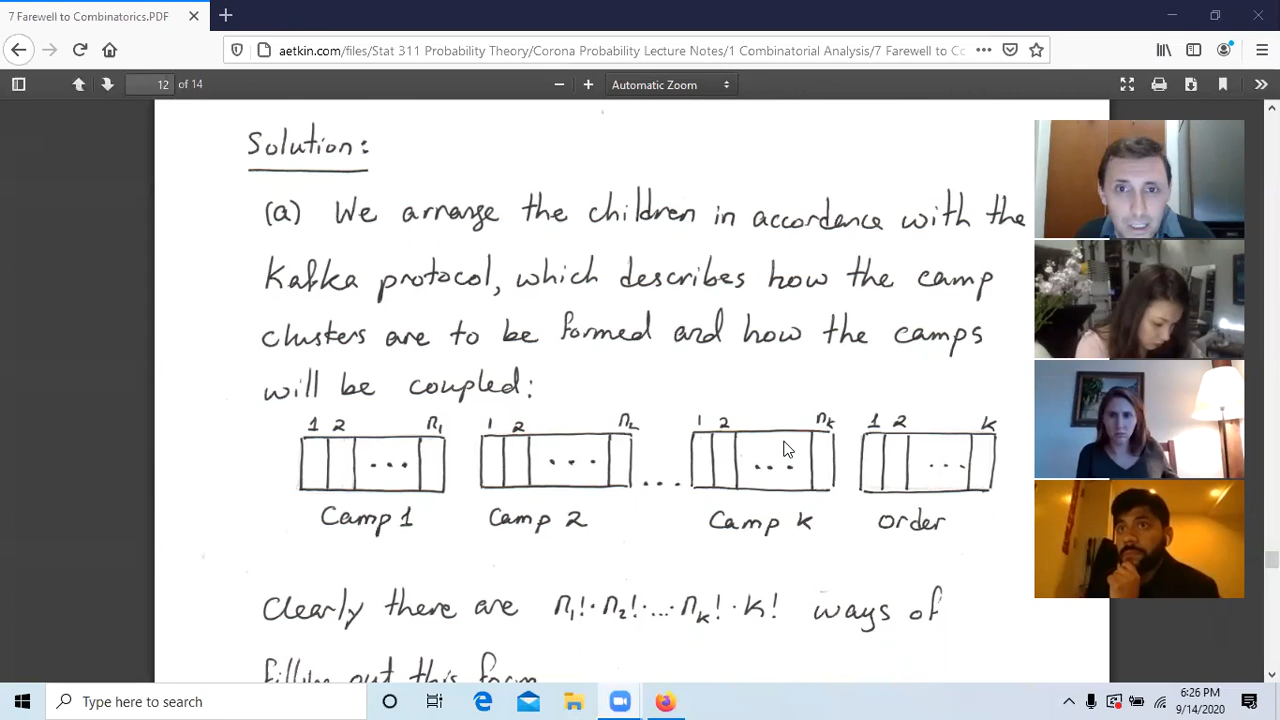 7 Farewell to Combinatorics.PDF
aetkin.com/files/Stat 311 Probability Theory/Corona Probability Lecture Notes/1 Combinatorial Analysis/7 Farewell to Co
12 of 14
Automatic Zoom
Solution:
(a) We arrange the children in accordance with the
Kafka protocol, which describes how the camp
clusters are to be formed and how the camps
will be coupled:
1 2 n₁ 1 2 n₂ 1 2 nₖ 1 2 k
... ... ... ... ...
Camp 1 Camp 2 Camp k order
Clearly there are n₁!·n₂!·...·nₖ!·k! ways of
filling out this form
Type here to search
6:26 PM
9/14/2020